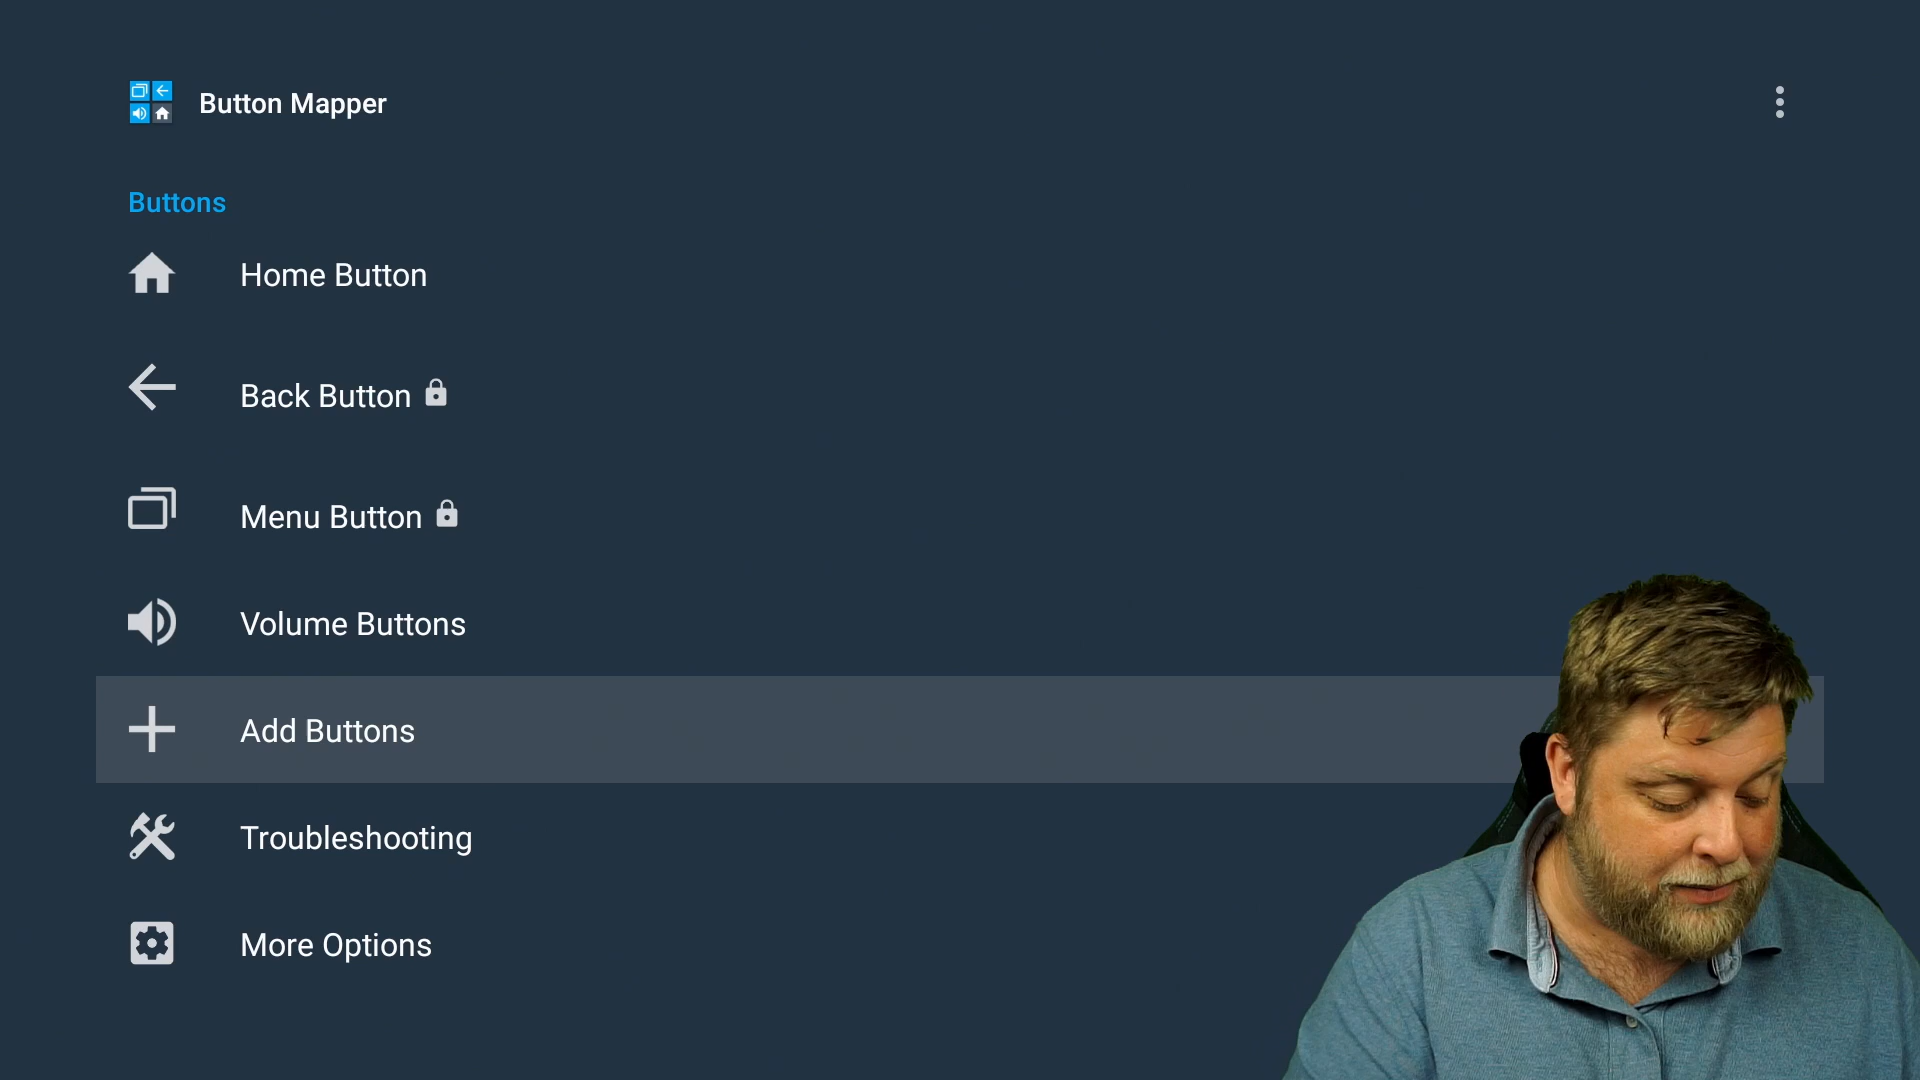 Button Mapper
Buttons
Home Button
Back Button
Menu Button
Volume Buttons
Add Buttons
Troubleshooting
More Options